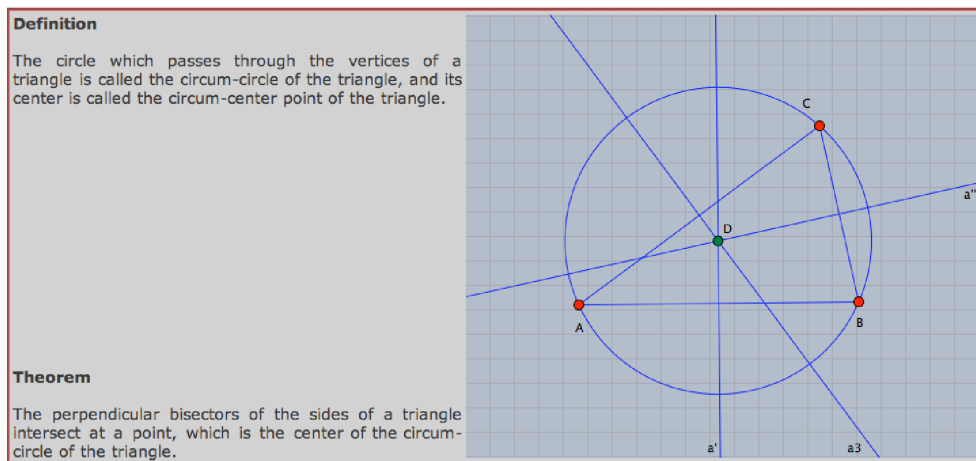 Definition
The circle which passes through the vertices of a
triangle is called the circum-circle of the triangle, and its
center is called the circum-center point of the triangle.
C
a"
D
A
B
Theorem
The perpendicular bisectors of the sides of a triangle
intersect at a point, which is the center of the circum-
circle of the triangle.
a'
a3